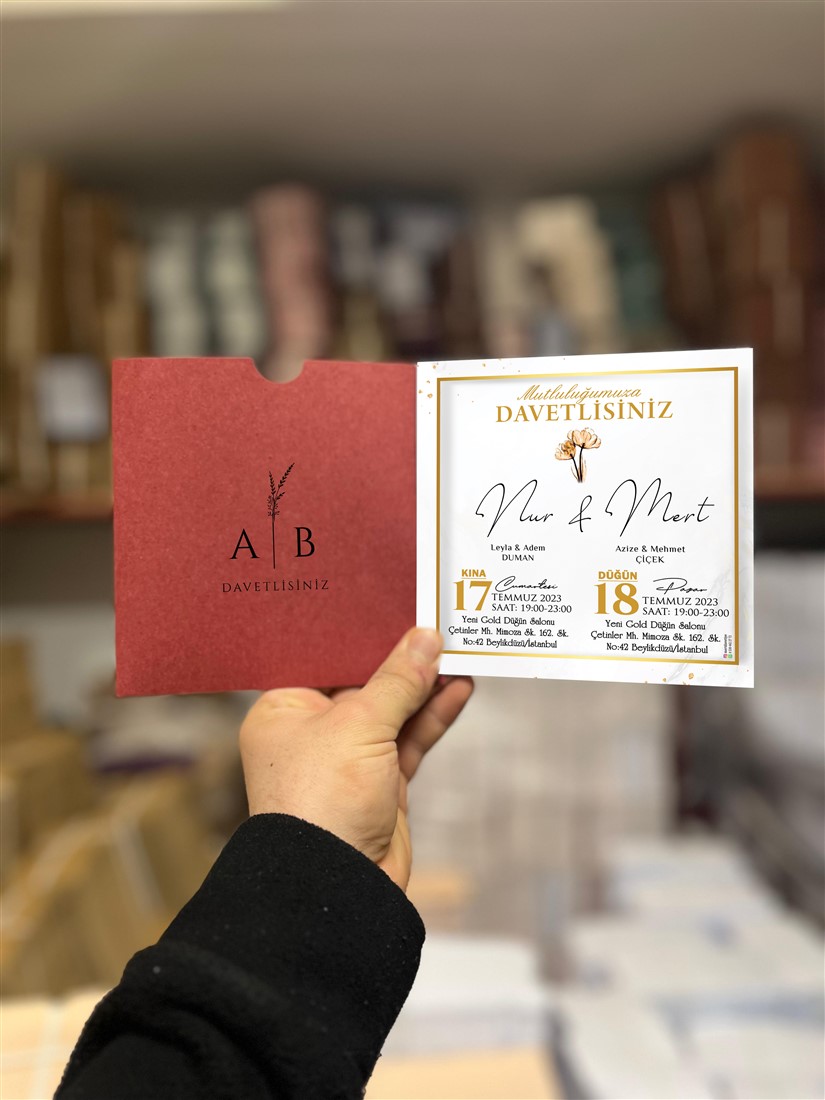 A B
DAVETLİSİNİZ
Mutluluğumuza
DAVETLİSİNİZ
Nur & Mert
Leyla & Adem
DUMAN
Azize & Mehmet
ÇİÇEK
KINA
17 Cumartesi
TEMMUZ 2023
SAAT: 19:00-23:00
Yeni Gold Düğün Salonu
Çetinler Mh. Mimoza Sk. 162. Sk.
No:42 Beylikdüzü/İstanbul
DÜĞÜN
18 Pazar
TEMMUZ 2023
SAAT: 19:00-23:00
Yeni Gold Düğün Salonu
Çetinler Mh. Mimoza Sk. 162. Sk.
No:42 Beylikdüzü/İstanbul